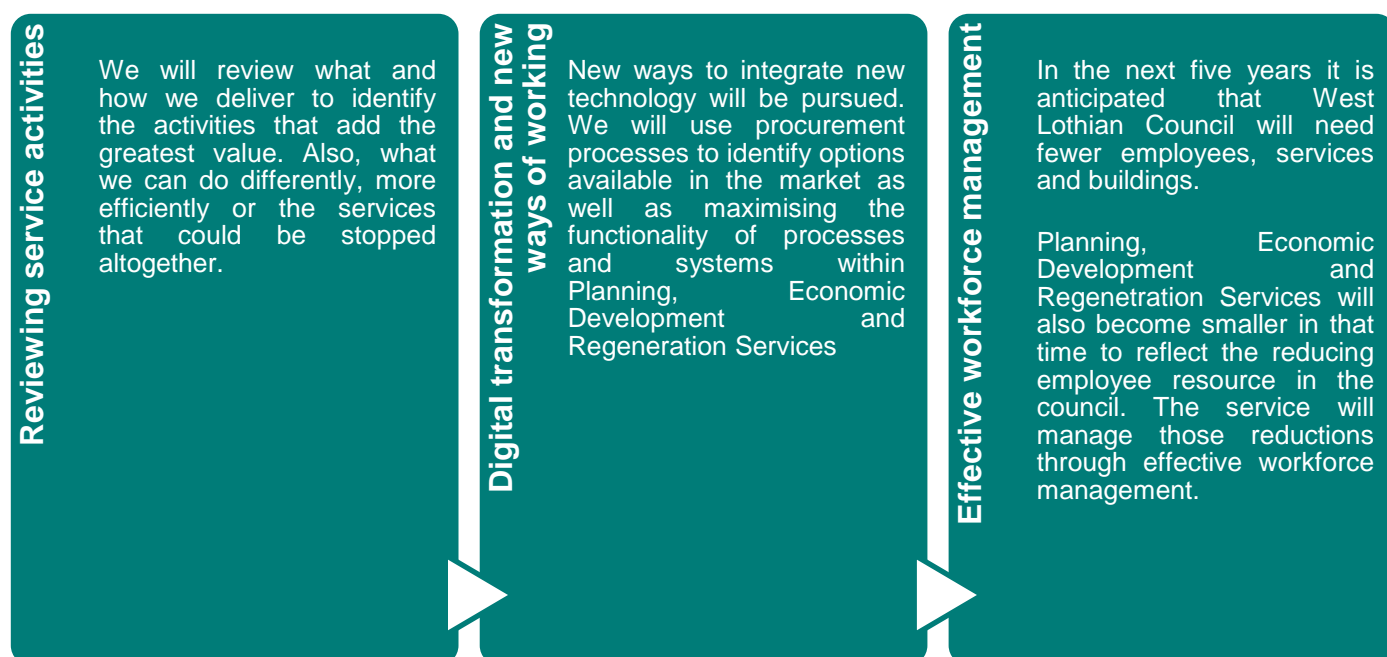 Reviewing service activities
We will review what and
how we deliver to identify
the activities that add the
greatest value. Also, what
we can do differently, more
efficiently or the services
that could be stopped
altogether.
Digital transformation and new
ways of working
New ways to integrate new
technology will be pursued.
We will use procurement
processes to identify options
available in the market as
well as maximising the
functionality of processes
and systems within
Planning, Economic
Development and
Regeneration Services
Effective workforce management
In the next five years it is
anticipated that West
Lothian Council will need
fewer employees, services
and buildings.
Planning, Economic
Development and
Regenetration Services will
also become smaller in that
time to reflect the reducing
employee resource in the
council. The service will
manage those reductions
through effective workforce
management.